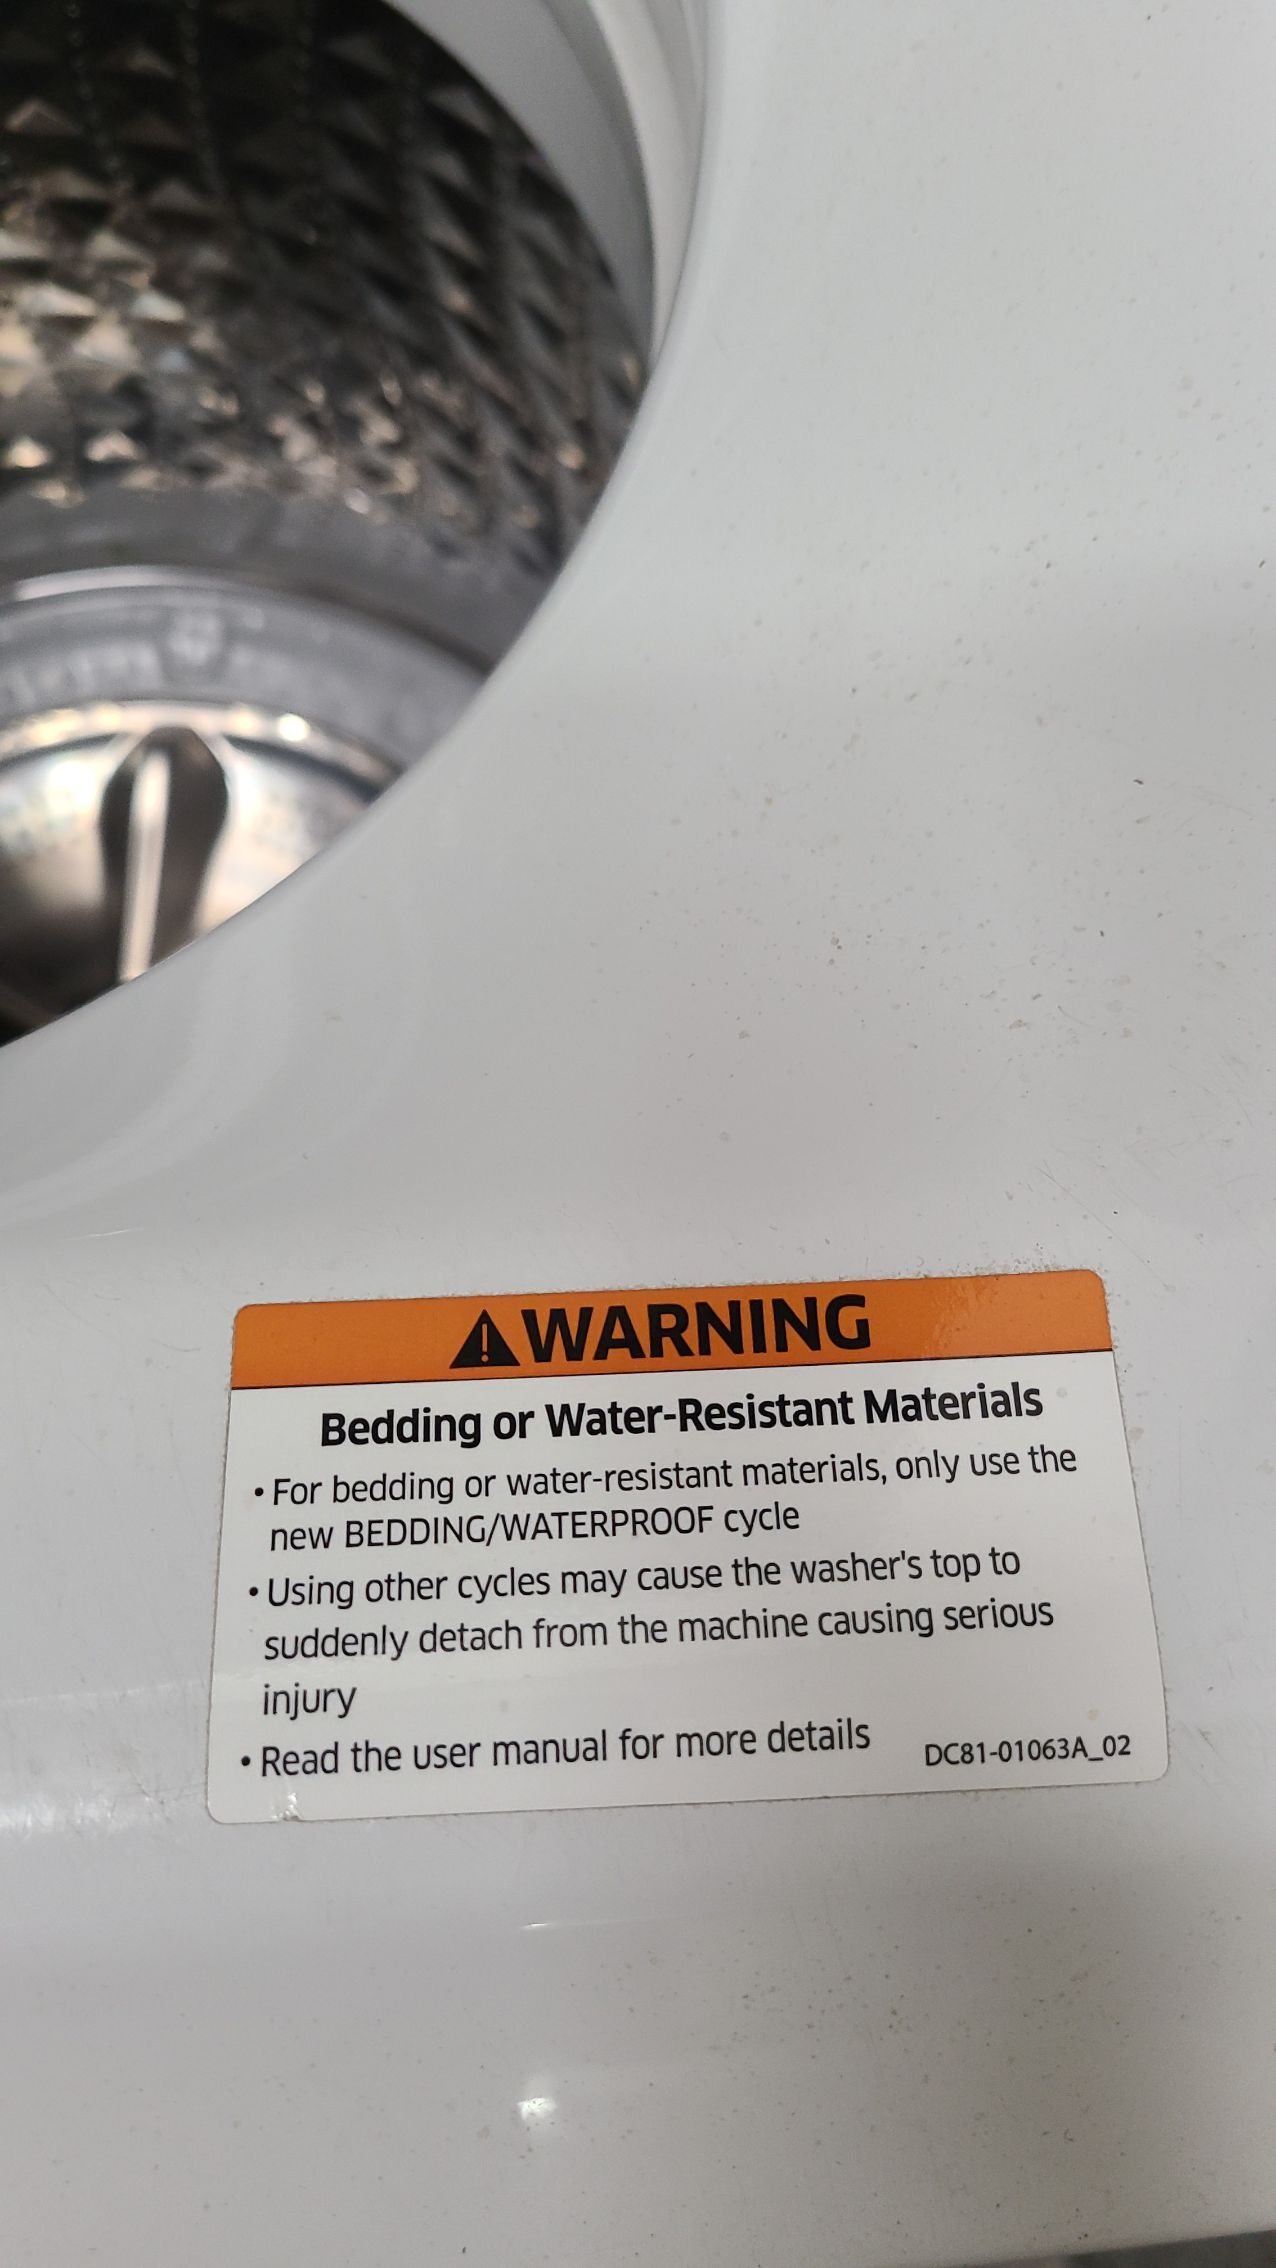 ⚠WARNING
Bedding or Water-Resistant Materials
• For bedding or water-resistant materials, only use the
new BEDDING/WATERPROOF cycle
• Using other cycles may cause the washer's top to
suddenly detach from the machine causing serious
injury
• Read the user manual for more details
DC81-01063A_02